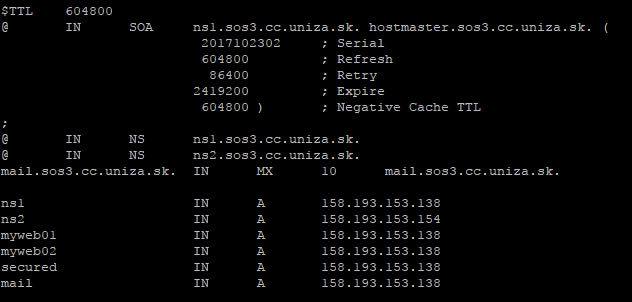 $TTL    604800
@       IN      SOA     ns1.sos3.cc.uniza.sk. hostmaster.sos3.cc.uniza.sk. (
                         2017102302     ; Serial
                         604800         ; Refresh
                          86400         ; Retry
                        2419200         ; Expire
                         604800 )       ; Negative Cache TTL
;
@       IN      NS      ns1.sos3.cc.uniza.sk.
@       IN      NS      ns2.sos3.cc.uniza.sk.
mail.sos3.cc.uniza.sk.  IN      MX      10      mail.sos3.cc.uniza.sk.

ns1                     IN      A       158.193.153.138
ns2                     IN      A       158.193.153.154
myweb01                 IN      A       158.193.153.138
myweb02                 IN      A       158.193.153.138
secured                 IN      A       158.193.153.138
mail                    IN      A       158.193.153.138